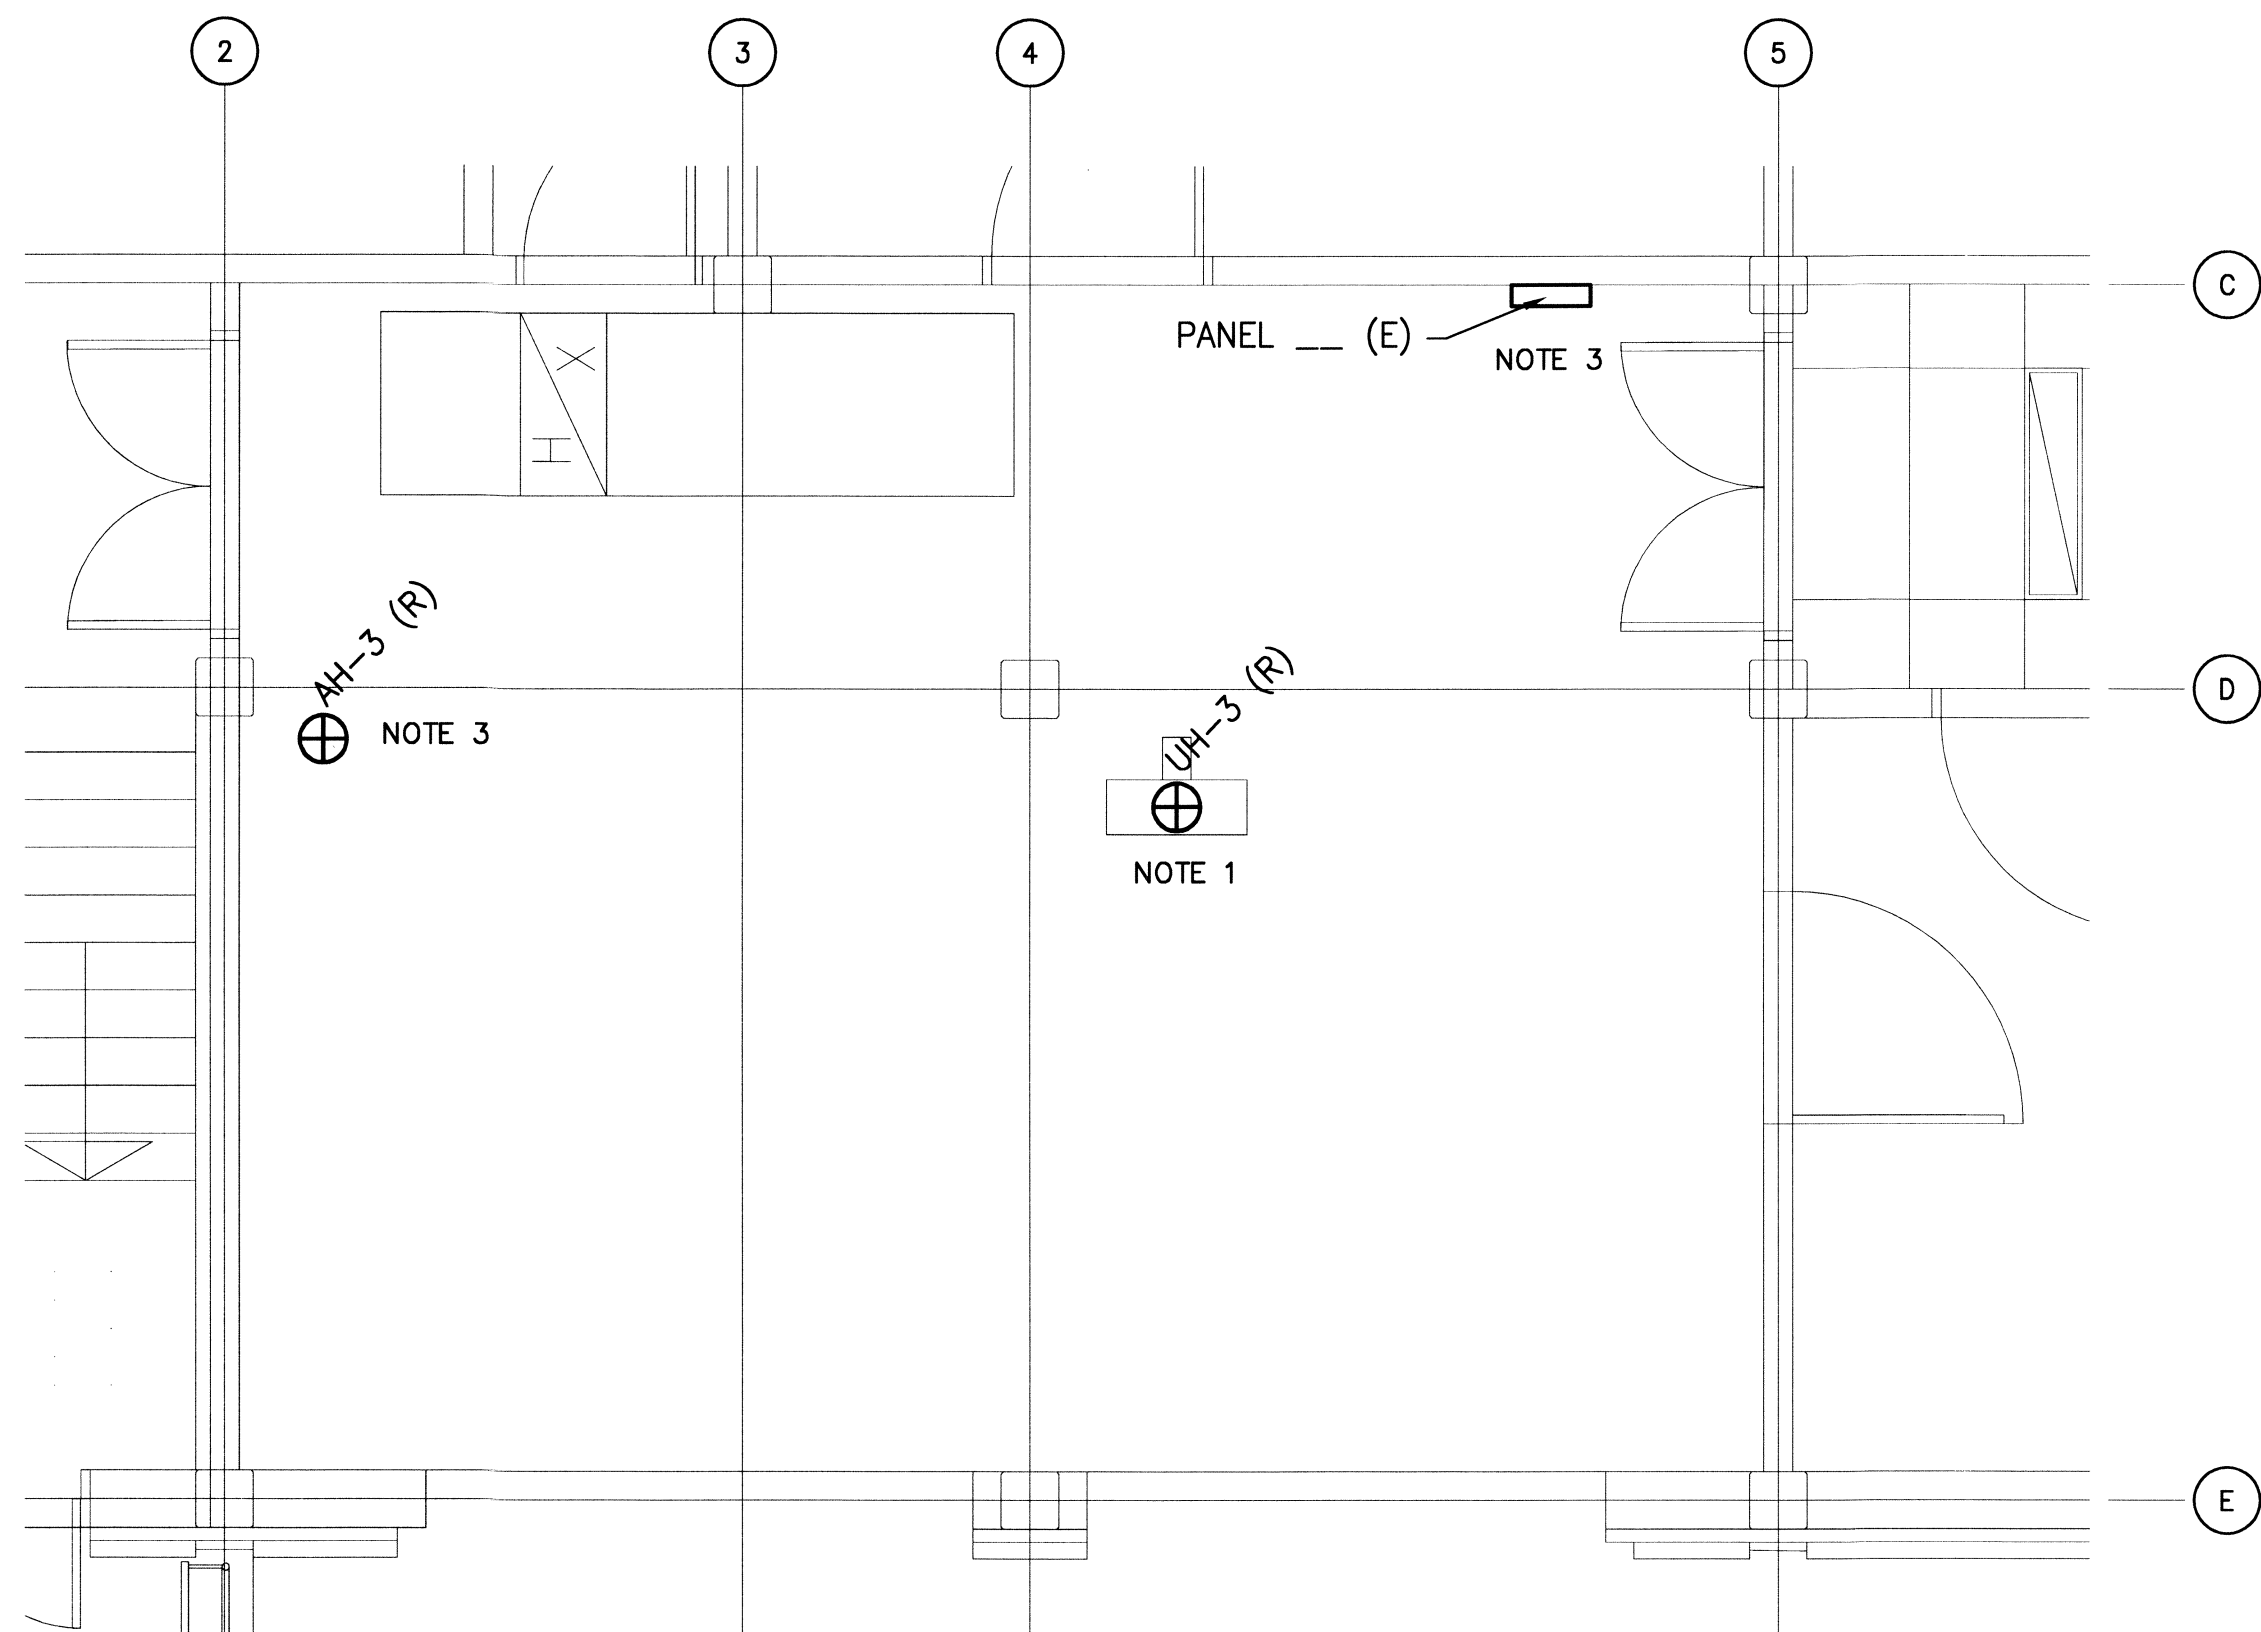 2
3
4
5
C
PANEL __ (E)
NOTE 3
X
H
AH-3 (R)
UH-3 (R)
D
NOTE 3
NOTE 1
E